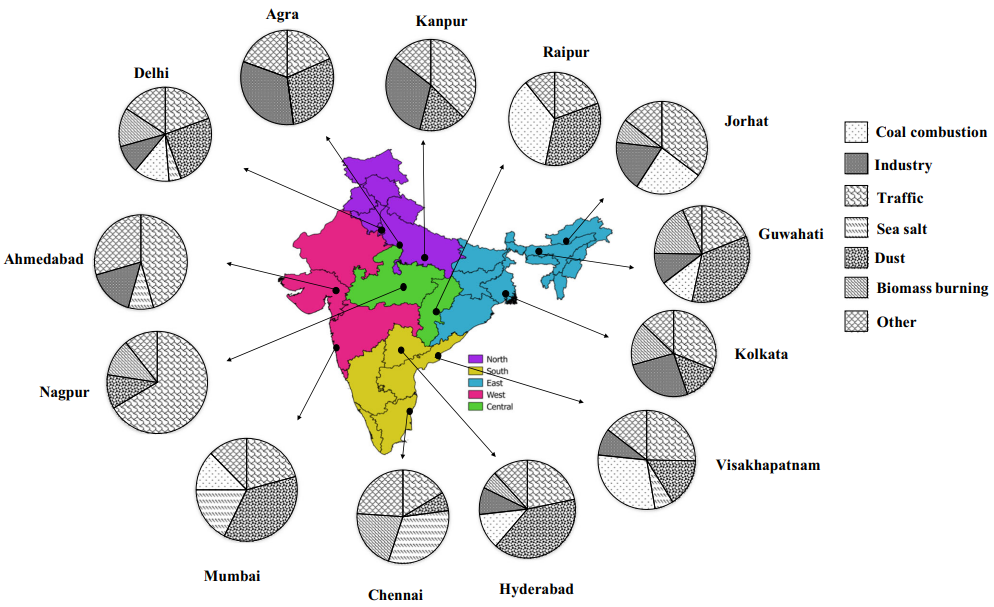 Agra
Kanpur
Raipur
Delhi
Jorhat
Coal combustion
Industry
Traffic
Sea salt
Dust
Biomass burning
Other
Guwahati
Ahmedabad
Kolkata
North
South
East
West
Central
Nagpur
Visakhapatnam
Mumbai
Chennai
Hyderabad